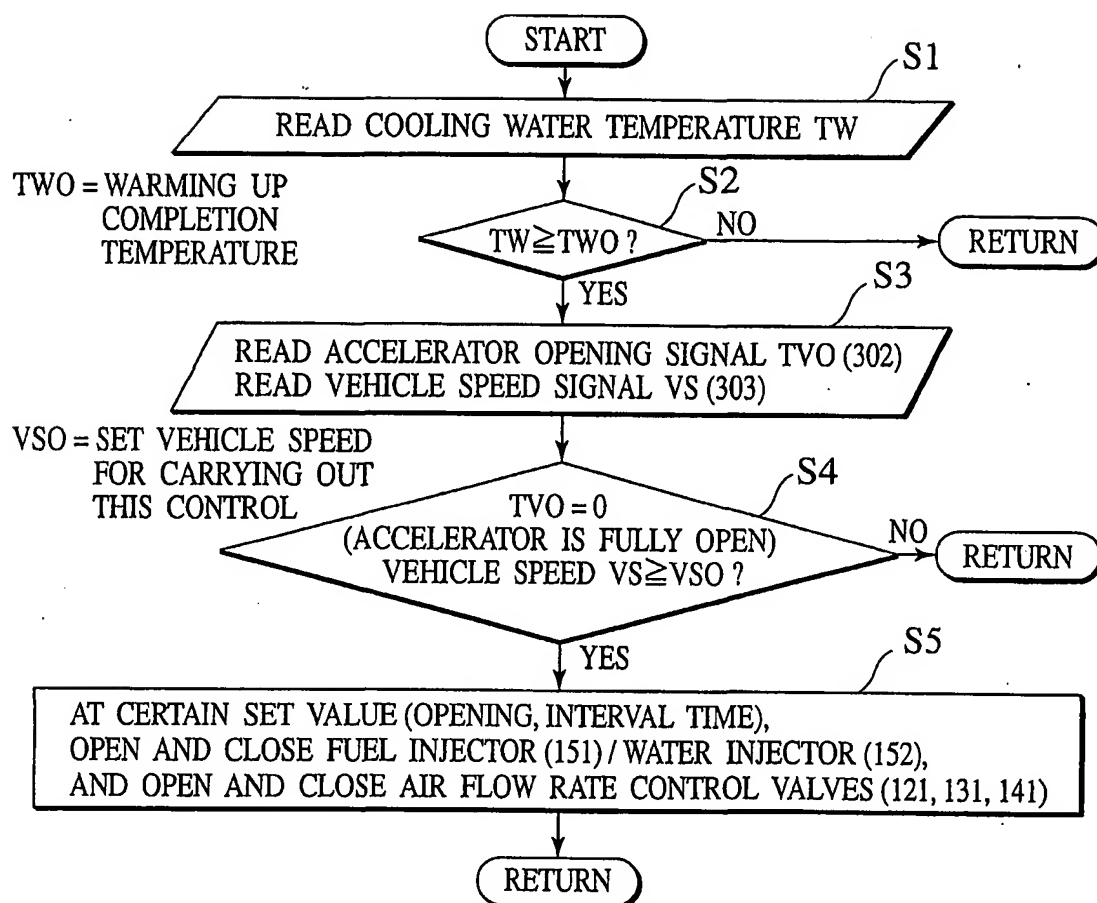 START
S1
READ COOLING WATER TEMPERATURE TW
TWO = WARMING UP
COMPLETION
TEMPERATURE
S2
TW≧TWO ?
NO
RETURN
YES
S3
READ ACCELERATOR OPENING SIGNAL TVO (302)
READ VEHICLE SPEED SIGNAL VS (303)
VSO = SET VEHICLE SPEED
FOR CARRYING OUT
THIS CONTROL
S4
TVO = 0
(ACCELERATOR IS FULLY OPEN)
VEHICLE SPEED VS≧VSO ?
NO
RETURN
YES
S5
AT CERTAIN SET VALUE (OPENING, INTERVAL TIME),
OPEN AND CLOSE FUEL INJECTOR (151) / WATER INJECTOR (152),
AND OPEN AND CLOSE AIR FLOW RATE CONTROL VALVES (121, 131, 141)
RETURN